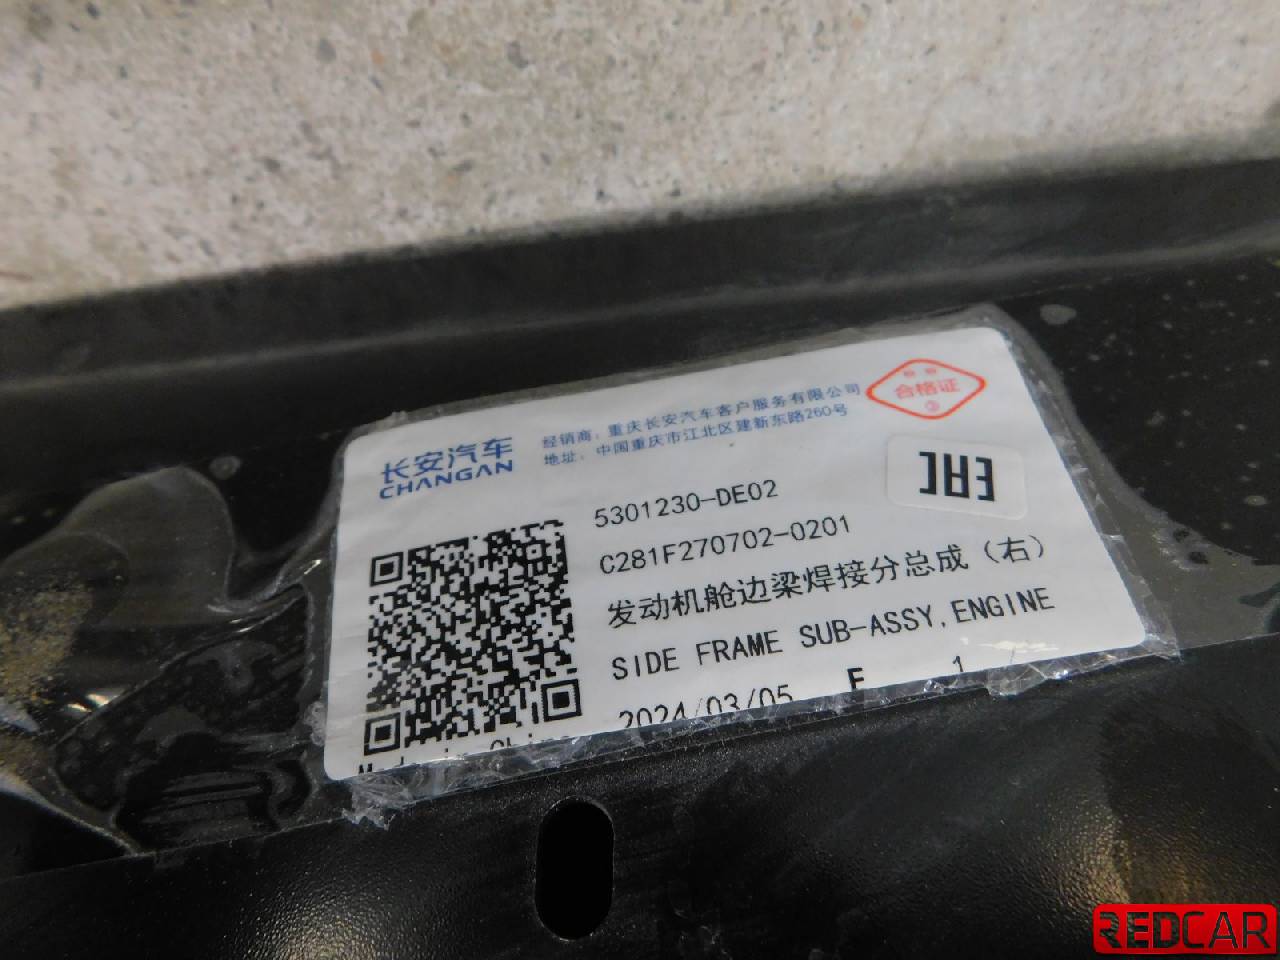 长安汽车
CHANGAN
经销商：重庆长安汽车客户服务有限公司
地址：中国重庆市江北区建新东路260号
合格证
EAC
5301230-DE02
C281F270702-0201
发动机舱边梁焊接分总成（右）
SIDE FRAME SUB-ASSY,ENGINE
2024/03/05 F 1
Made in China
REDCAR